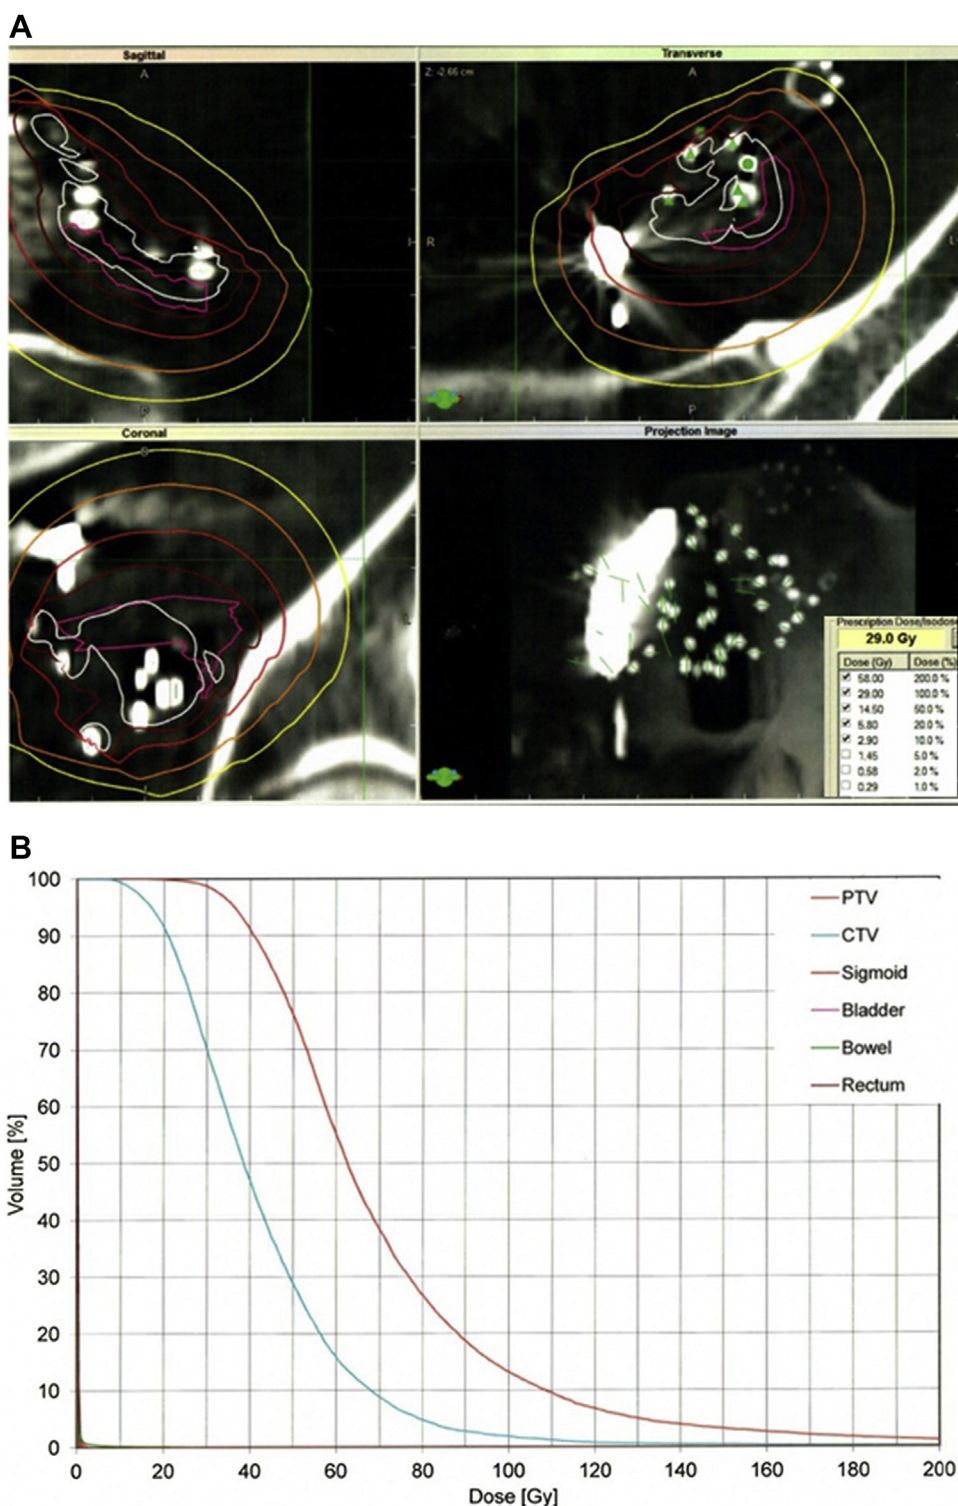 A
Sagittal
Transverse
A
Z: -2.66 cm
A
H
R
L
P
P
Coronal
Projection Image
S
Prescription Dose/Isodose
29.0 Gy
Dose (Gy) Dose (%)
58.00 200.0 %
29.00 100.0 %
14.50 50.0 %
5.80 20.0 %
2.90 10.0 %
1.45 5.0 %
0.58 2.0 %
0.29 1.0 %
B
100
90
80
70
60
50
40
30
20
10
0
Volume [%]
PTV
CTV
Sigmoid
Bladder
Bowel
Rectum
0 20 40 60 80 100 120 140 160 180 200
Dose [Gy]